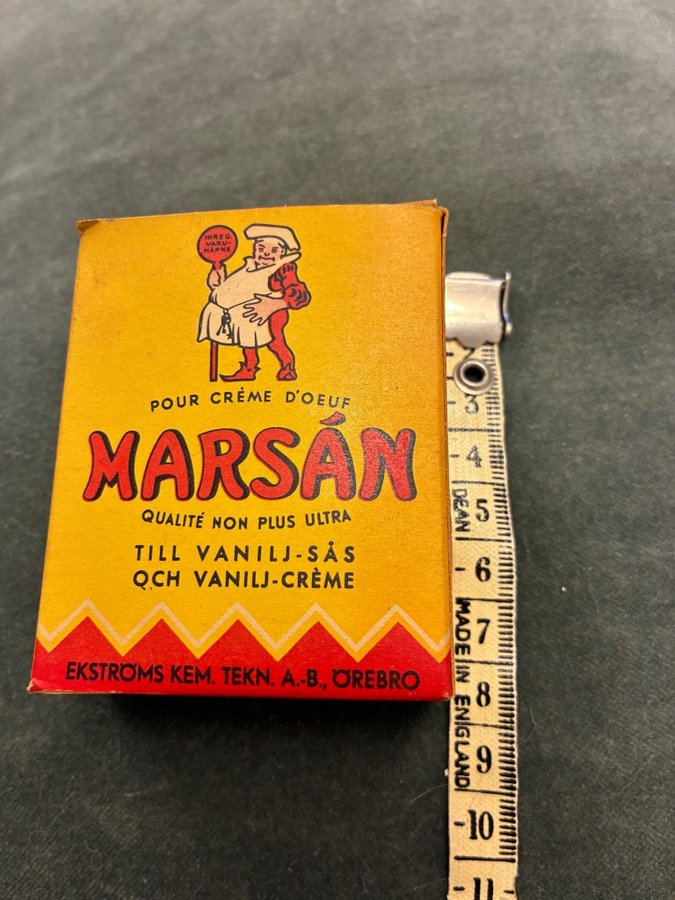 INREG.
VARU-
MÄRKE
POUR CRÈME D'OEUF
MARSÁN
QUALITÉ NON PLUS ULTRA
TILL VANILJ-SÅS
OCH VANILJ-CRÈME
EKSTRÖMS KEM. TEKN. A.-B., ÖREBRO
3
4
5
6
7
8
9
10
11
DEAN
MADE IN ENGLAND